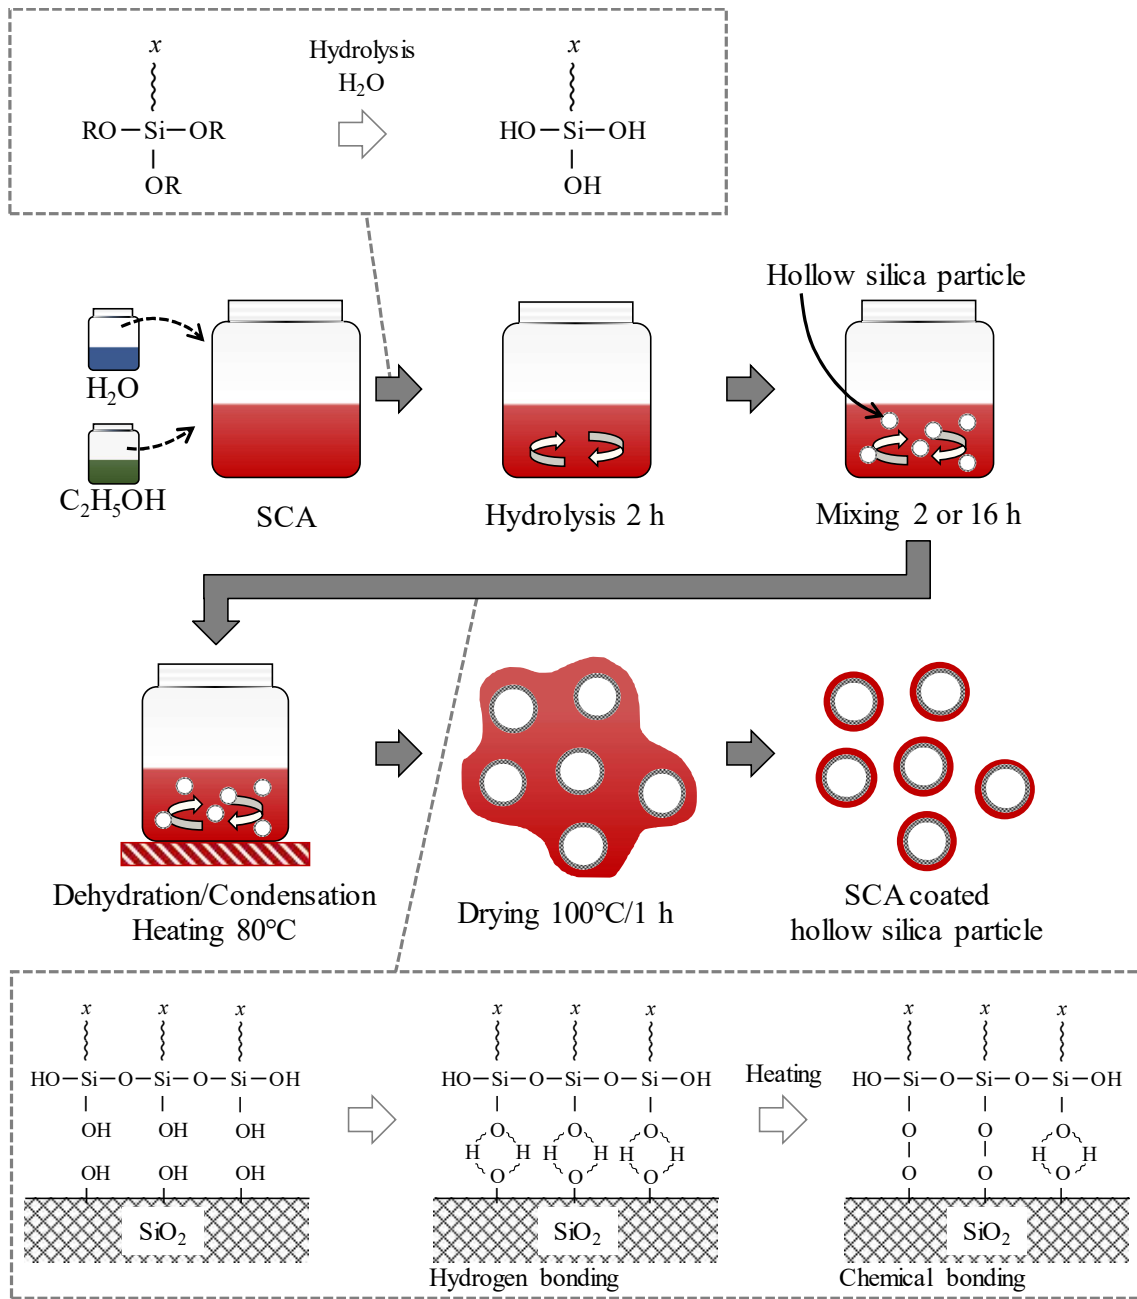 x
Hydrolysis
H₂O
RO–Si–OR
OR
x
HO–Si–OH
OH
Hollow silica particle
H₂O
C₂H₅OH
SCA
Hydrolysis 2 h
Mixing 2 or 16 h
Dehydration/Condensation
Heating 80°C
Drying 100°C/1 h
SCA coated
hollow silica particle
x x x
HO–Si–O–Si–O–Si–OH
OH OH OH
OH OH OH
SiO₂
x x x
HO–Si–O–Si–O–Si–OH
O O O
H H H H H H
O O O
SiO₂
Hydrogen bonding
Heating
x x x
HO–Si–O–Si–O–Si–OH
O O O
H H
O O O
SiO₂
Chemical bonding